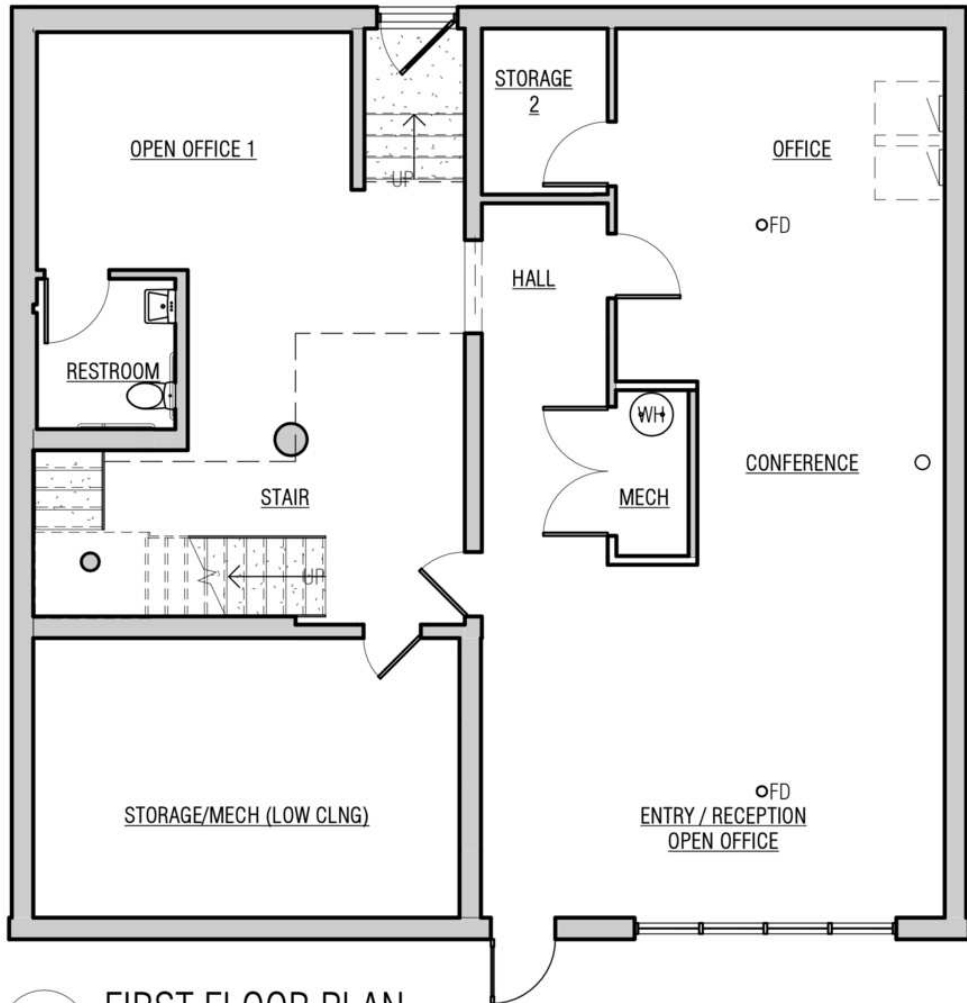 STORAGE
2
OPEN OFFICE 1
OFFICE
UP
FD
HALL
RESTROOM
WH
CONFERENCE
STAIR
MECH
UP
FD
STORAGE/MECH (LOW CLNG)
ENTRY / RECEPTION
OPEN OFFICE
FIRST FLOOR PLAN